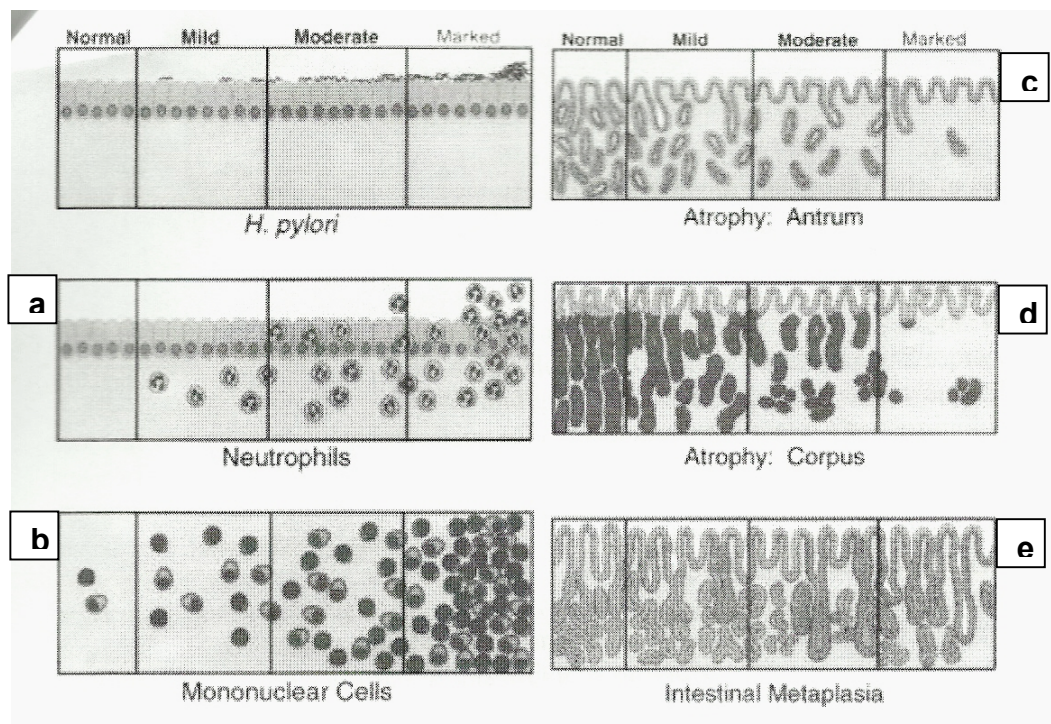 Normal Mild Moderate Marked
H. pylori
a
Neutrophils
b
Mononuclear Cells
Normal Mild Moderate Marked
c
Atrophy: Antrum
d
Atrophy: Corpus
e
Intestinal Metaplasia